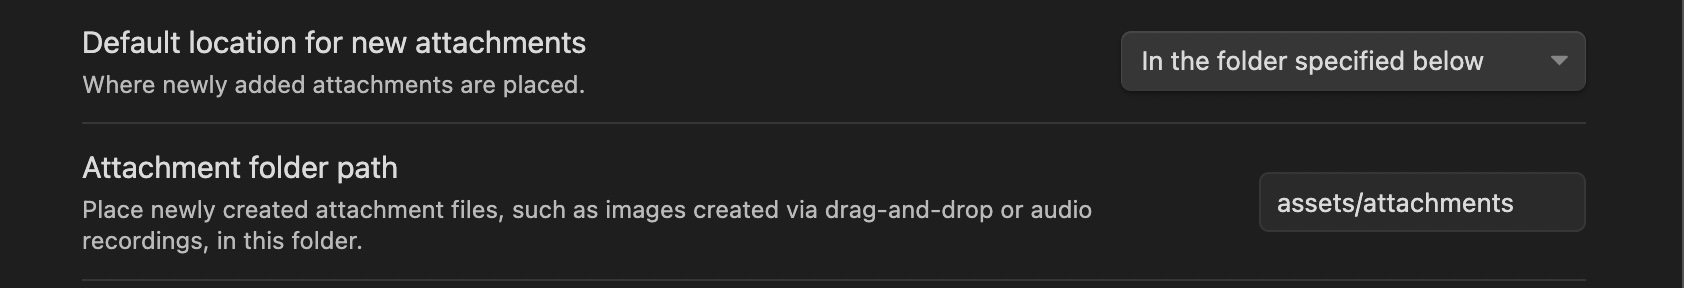 Default location for new attachments
Where newly added attachments are placed.
In the folder specified below
Attachment folder path
Place newly created attachment files, such as images created via drag-and-drop or audio
recordings, in this folder.
assets/attachments